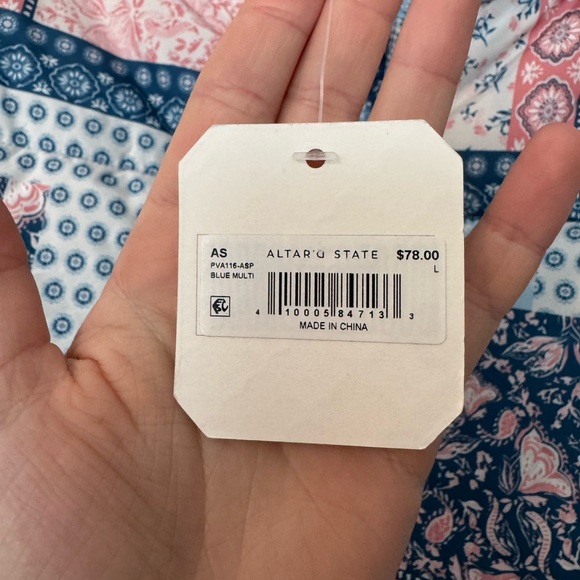 AS ALTAR'D STATE $78.00
PVA116-ASP L
BLUE MULTI
4 10005 84713 3
MADE IN CHINA